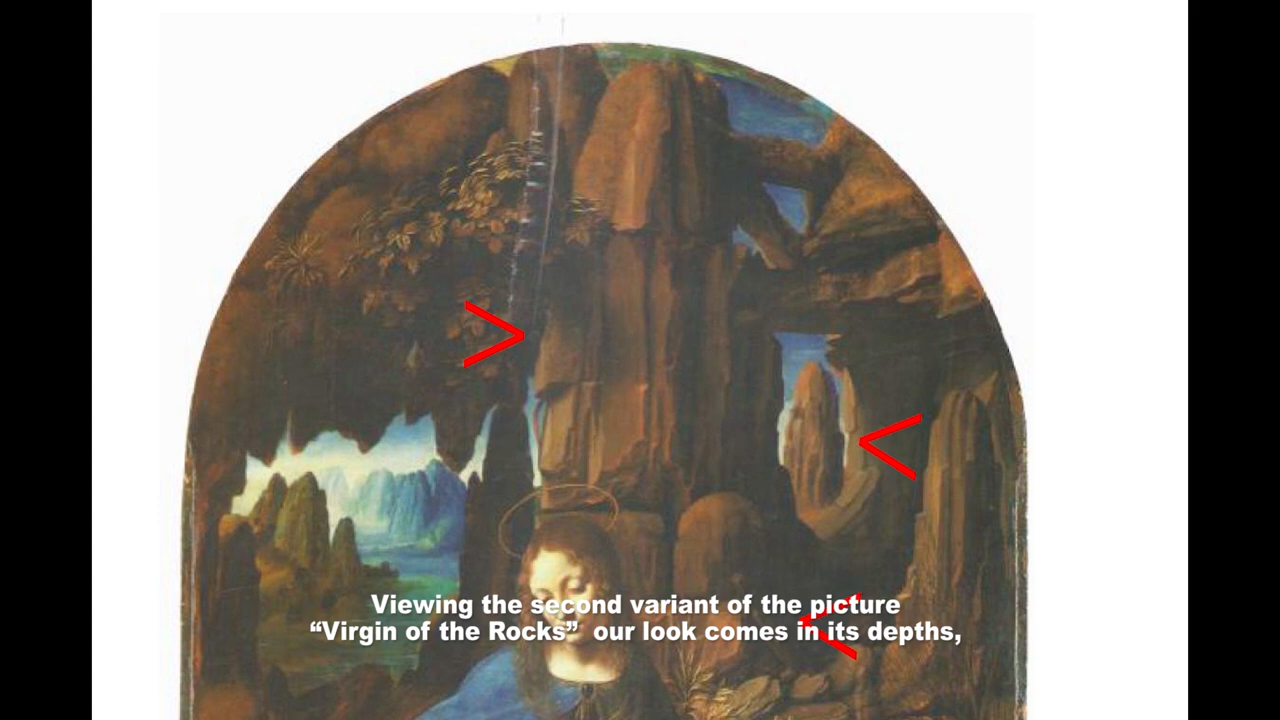 Viewing the second variant of the picture
“Virgin of the Rocks” our look comes in its depths,